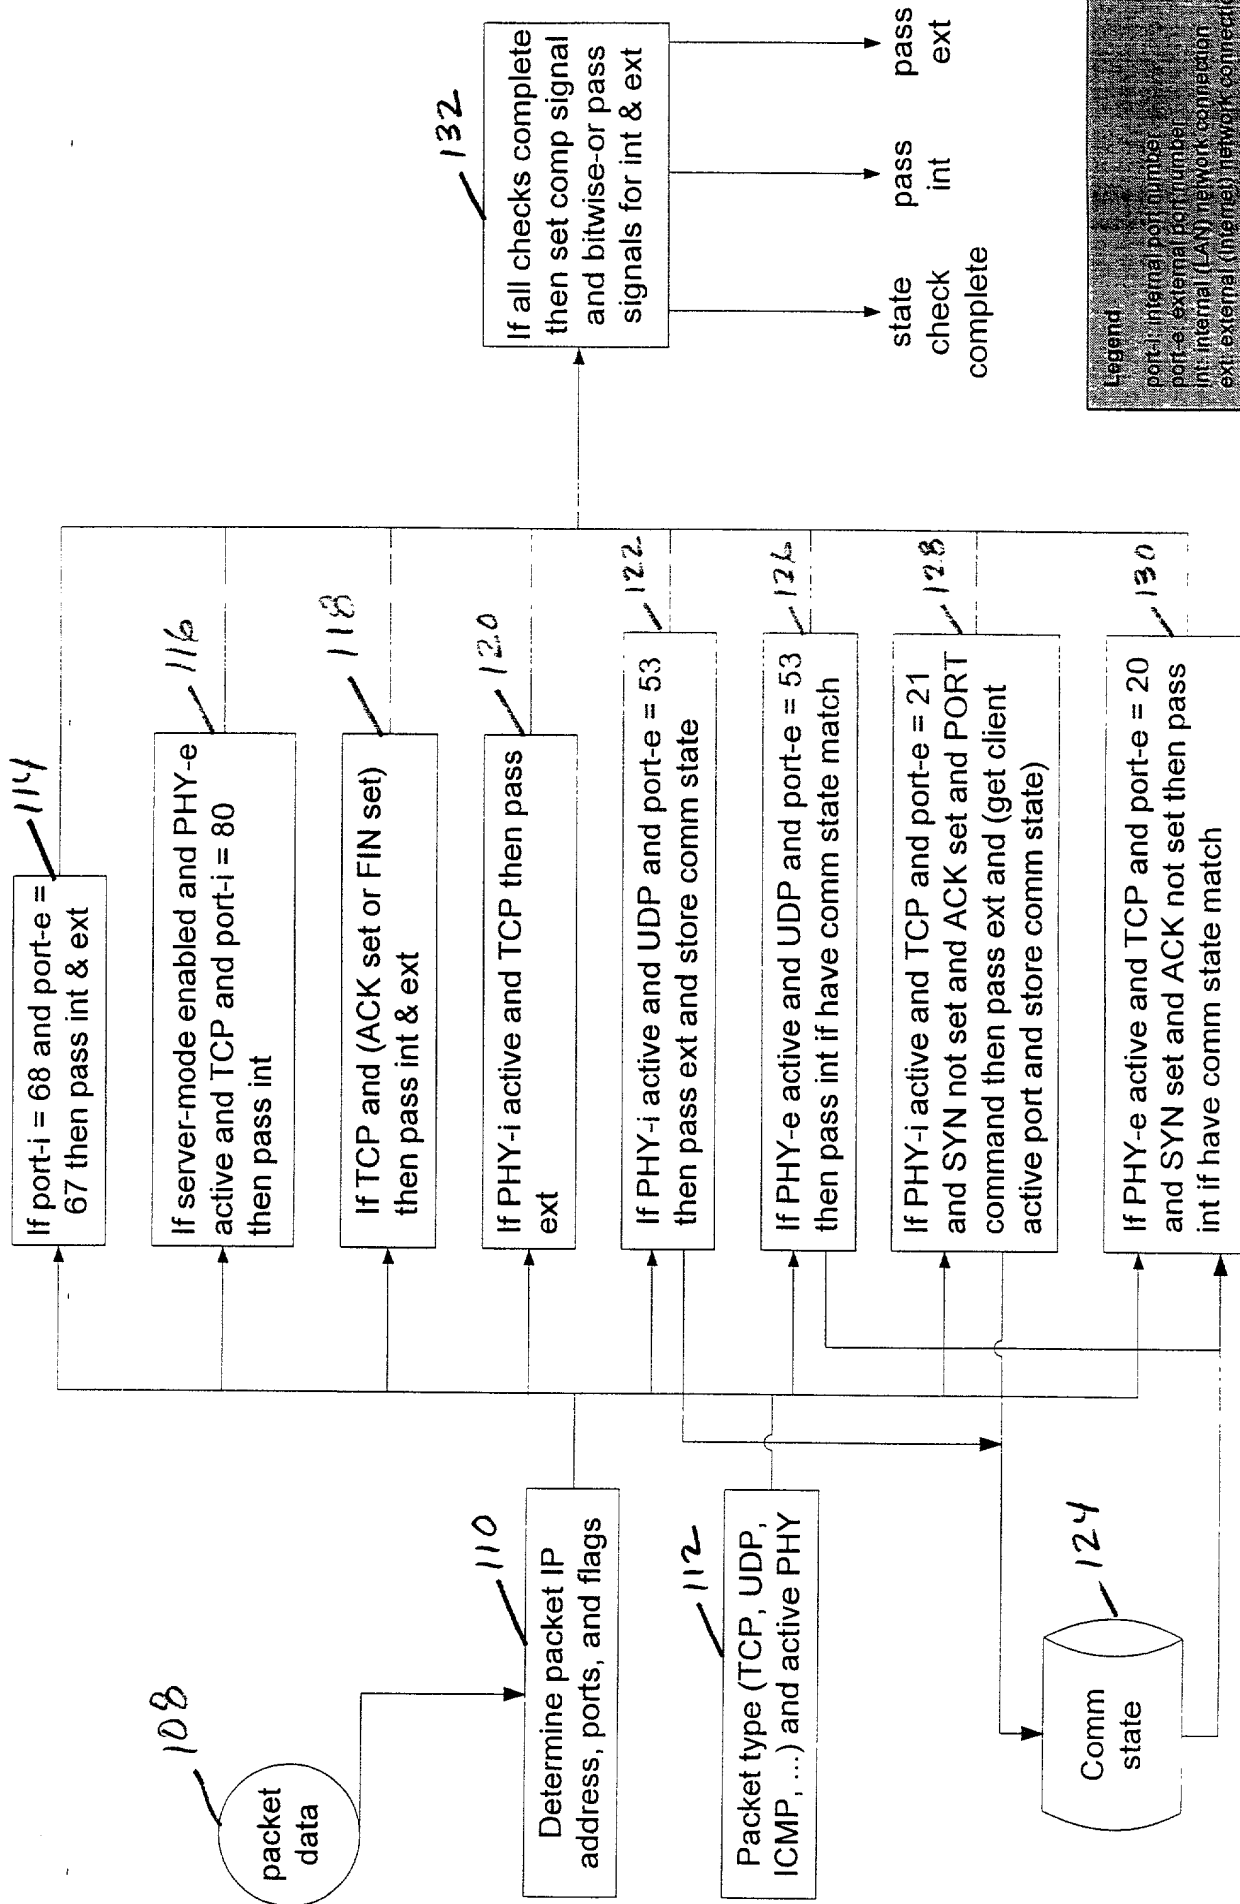 108
packet
data
110
Determine packet IP
address, ports, and flags
112
Packet type (TCP, UDP,
ICMP, ...) and active PHY
124
Comm
state
114
If port-i = 68 and port-e =
67 then pass int & ext
116
If server-mode enabled and PHY-e
active and TCP and port-i = 80
then pass int
118
If TCP and (ACK set or FIN set)
then pass int & ext
120
If PHY-i active and TCP then pass
ext
122
If PHY-i active and UDP and port-e = 53
then pass ext and store comm state
126
If PHY-e active and UDP and port-e = 53
then pass int if have comm state match
128
If PHY-i active and TCP and port-e = 21
and SYN not set and ACK set and PORT
command then pass ext and (get client
active port and store comm state)
130
If PHY-e active and TCP and port-e = 20
and SYN set and ACK not set then pass
int if have comm state match
132
If all checks complete
then set comp signal
and bitwise-or pass
signals for int & ext
state
check
complete
pass
int
pass
ext
Legend
port-i: internal port number
port-e: external port number
int: internal (LAN) network connection
ext: external (Internet) network connectio